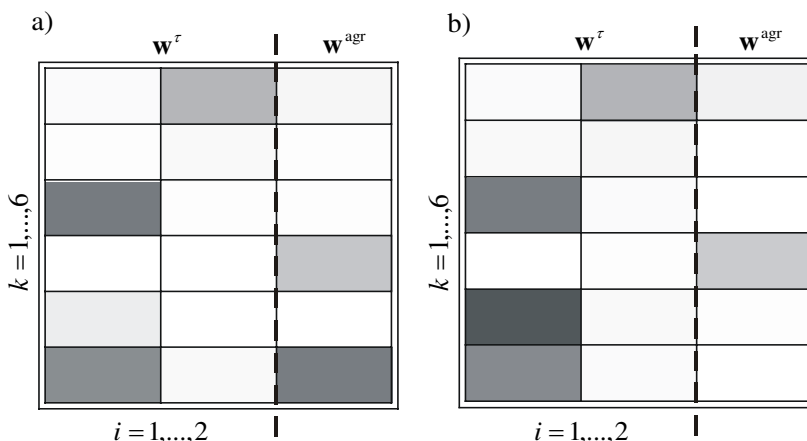 a)
w^τ w^agr
k = 1,...,6
i = 1,...,2
b)
w^τ w^agr
k = 1,...,6
i = 1,...,2